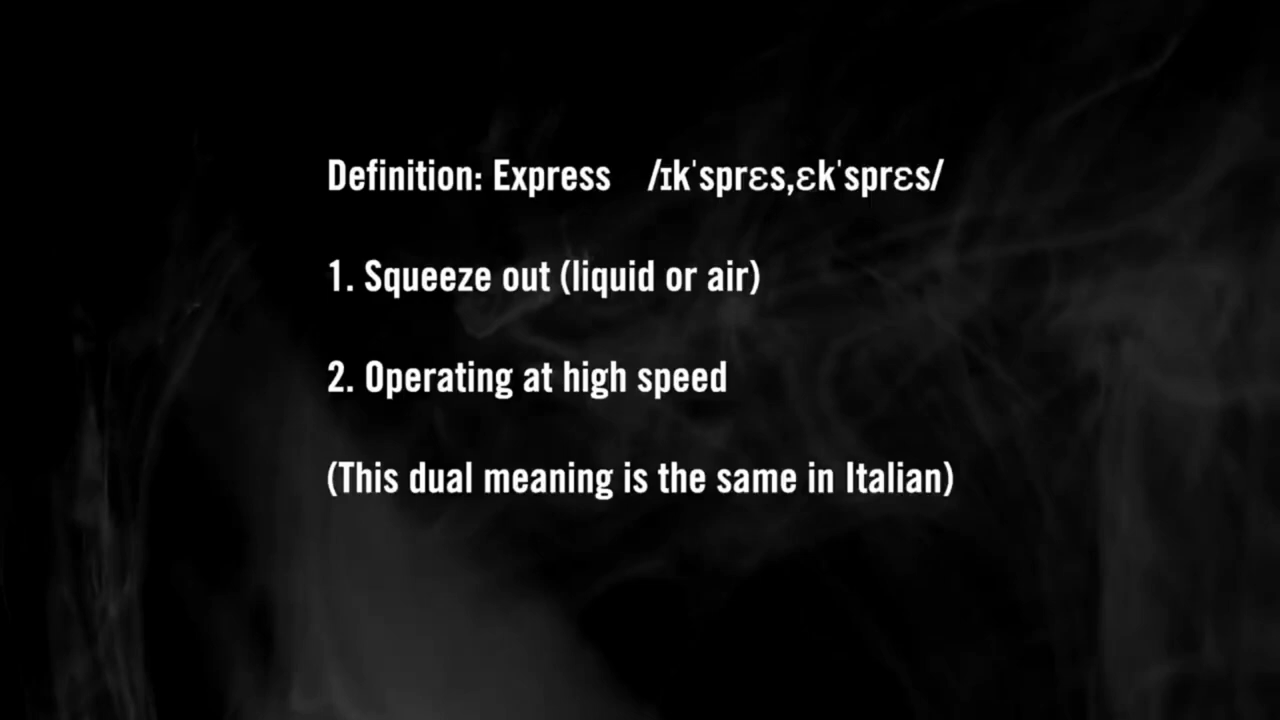 Definition: Express /ɪkˈsprɛs,ɛkˈsprɛs/
1. Squeeze out (liquid or air)
2. Operating at high speed
(This dual meaning is the same in Italian)